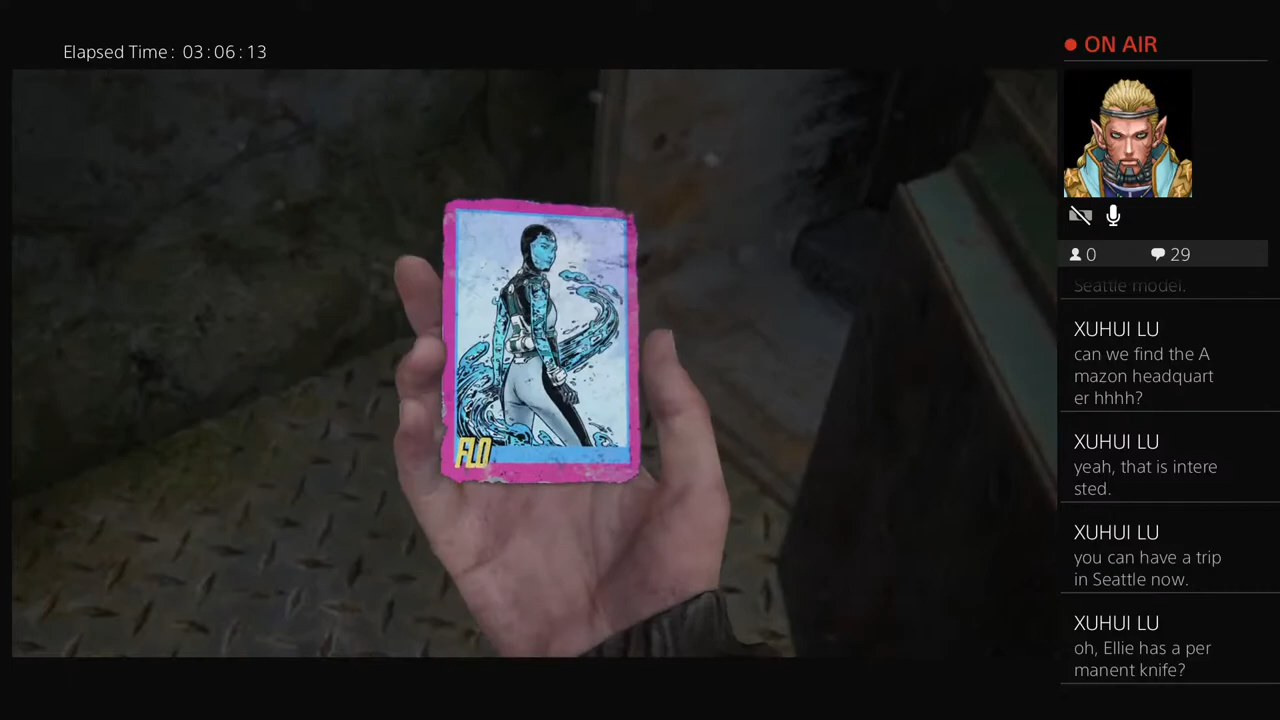 Elapsed Time: 03:06:13
ON AIR
0
29
Seattle model.
XUHUI LU
can we find the A
mazon headquart
er hhhh?
XUHUI LU
yeah, that is intere
sted.
XUHUI LU
you can have a trip
in Seattle now.
XUHUI LU
oh, Ellie has a per
manent knife?
FLO